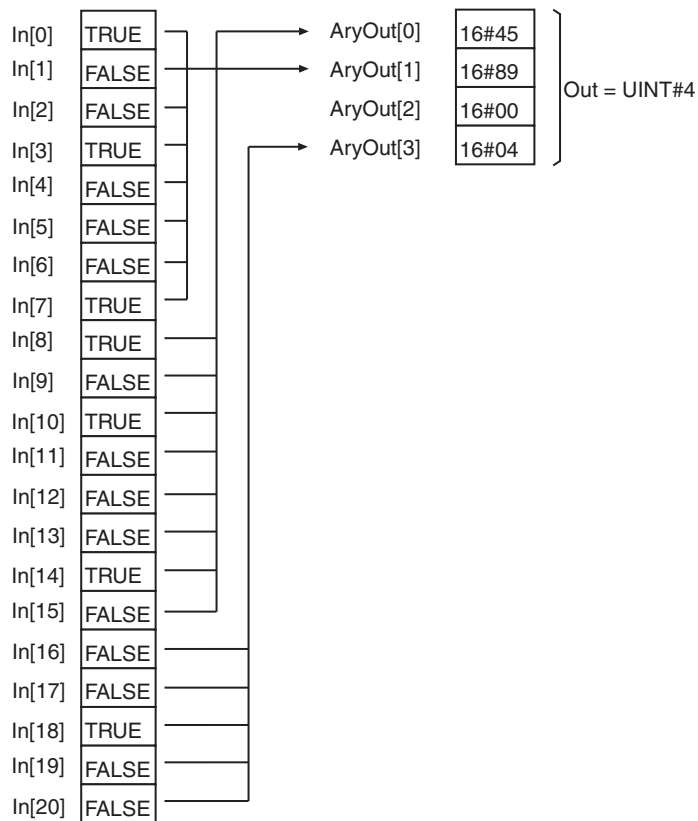 In[0] TRUE AryOut[0] 16#45
In[1] FALSE AryOut[1] 16#89
Out = UINT#4
In[2] FALSE AryOut[2] 16#00
In[3] TRUE AryOut[3] 16#04
In[4] FALSE
In[5] FALSE
In[6] FALSE
In[7] TRUE
In[8] TRUE
In[9] FALSE
In[10] TRUE
In[11] FALSE
In[12] FALSE
In[13] FALSE
In[14] TRUE
In[15] FALSE
In[16] FALSE
In[17] FALSE
In[18] TRUE
In[19] FALSE
In[20] FALSE